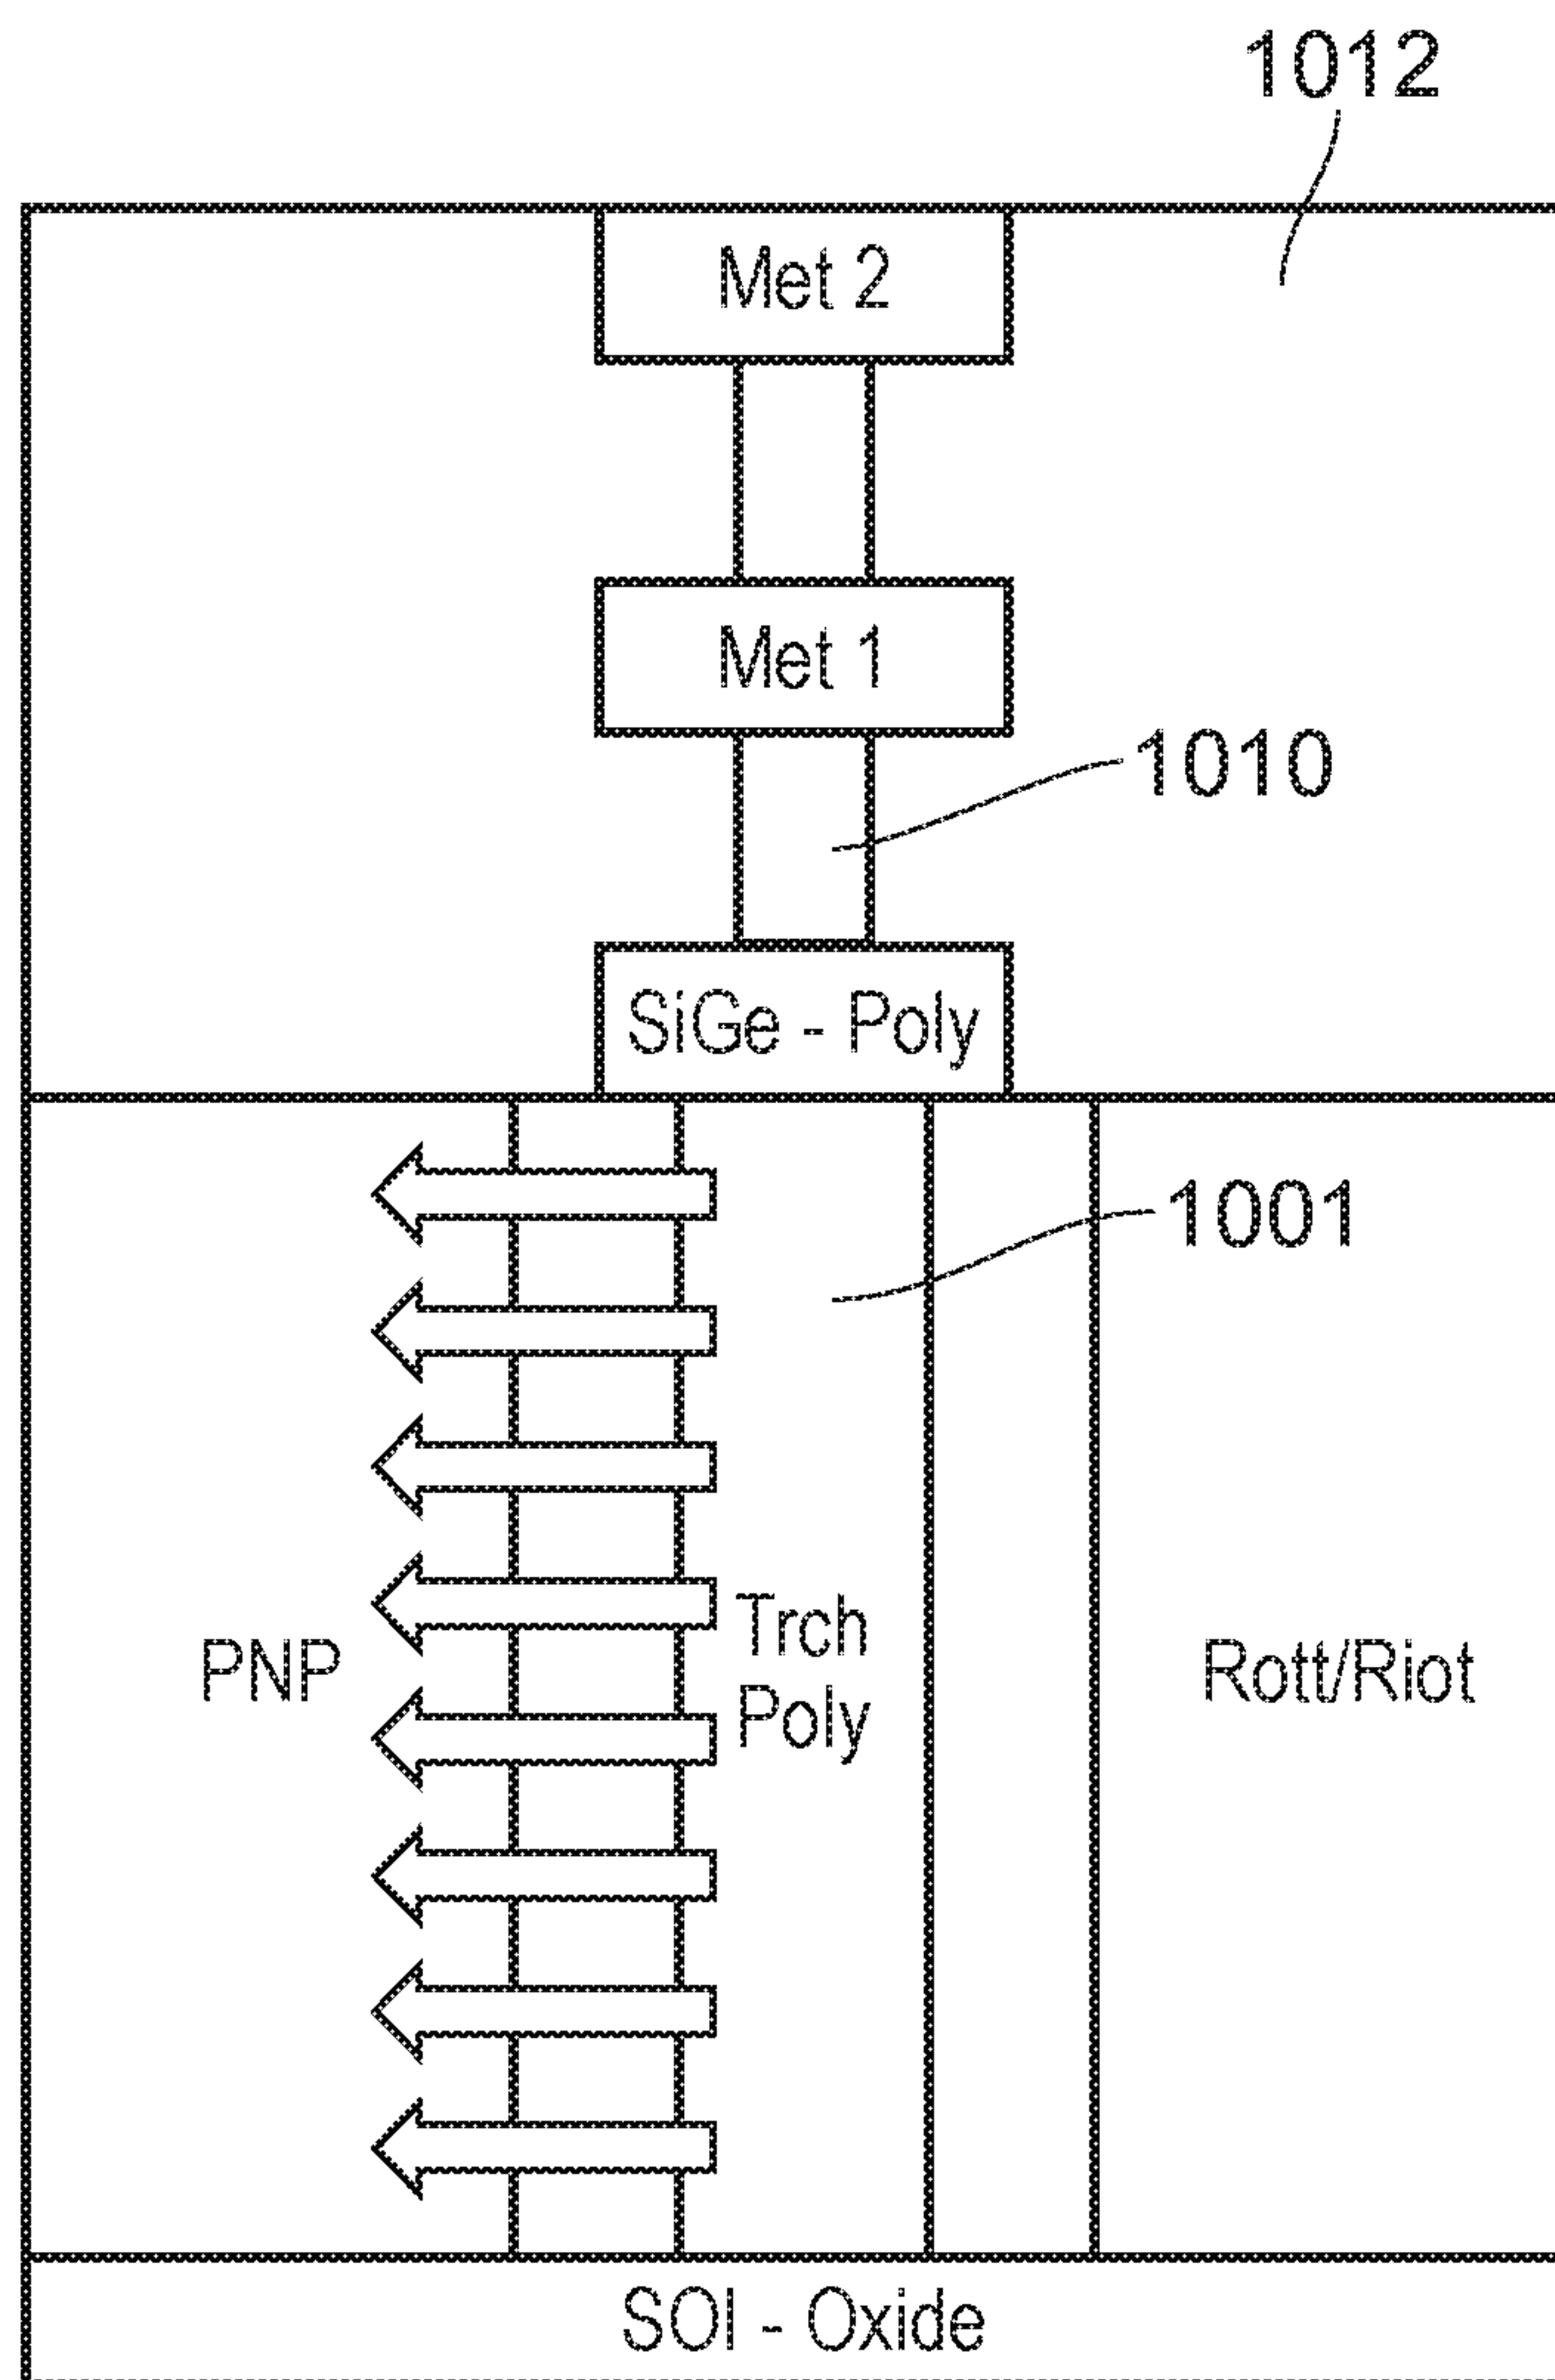 1012
Met 2
Met 1
1010
SiGe - Poly
1001
Trch
Poly
PNP
Rott/Riot
SOI - Oxide